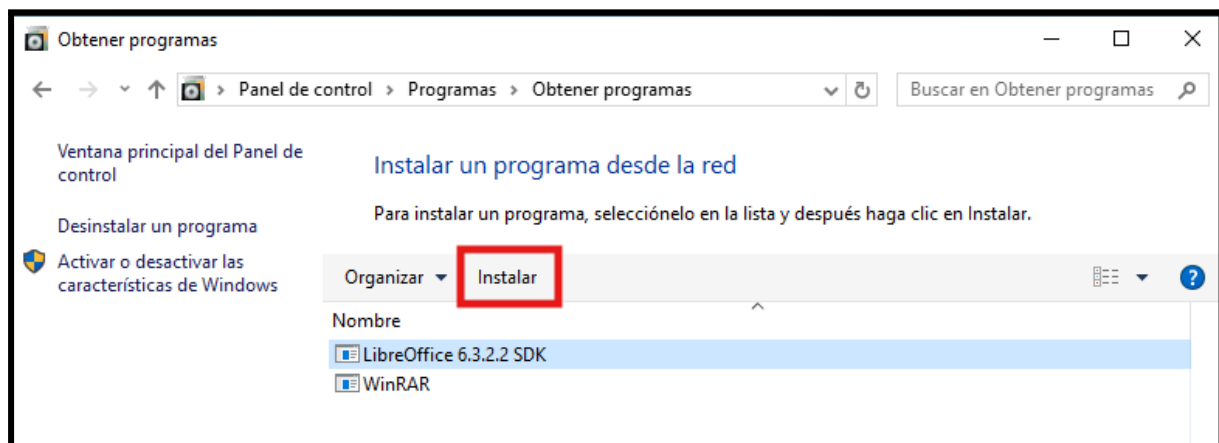 Obtener programas
Panel de control > Programas > Obtener programas
Buscar en Obtener programas
Ventana principal del Panel de
control
Desinstalar un programa
Activar o desactivar las
características de Windows
Instalar un programa desde la red
Para instalar un programa, selecciónelo en la lista y después haga clic en Instalar.
Organizar
Instalar
?
Nombre
LibreOffice 6.3.2.2 SDK
WinRAR